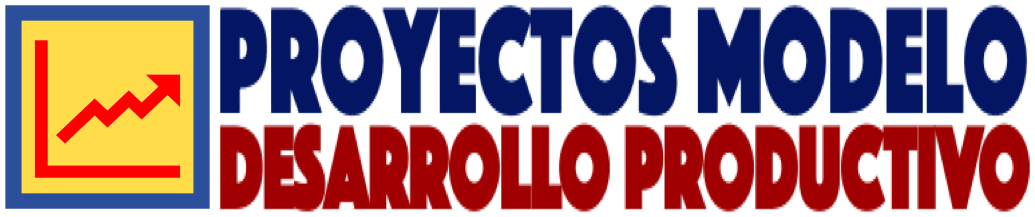 PROYECTOS MODELO
DESARROLLO PRODUCTIVO